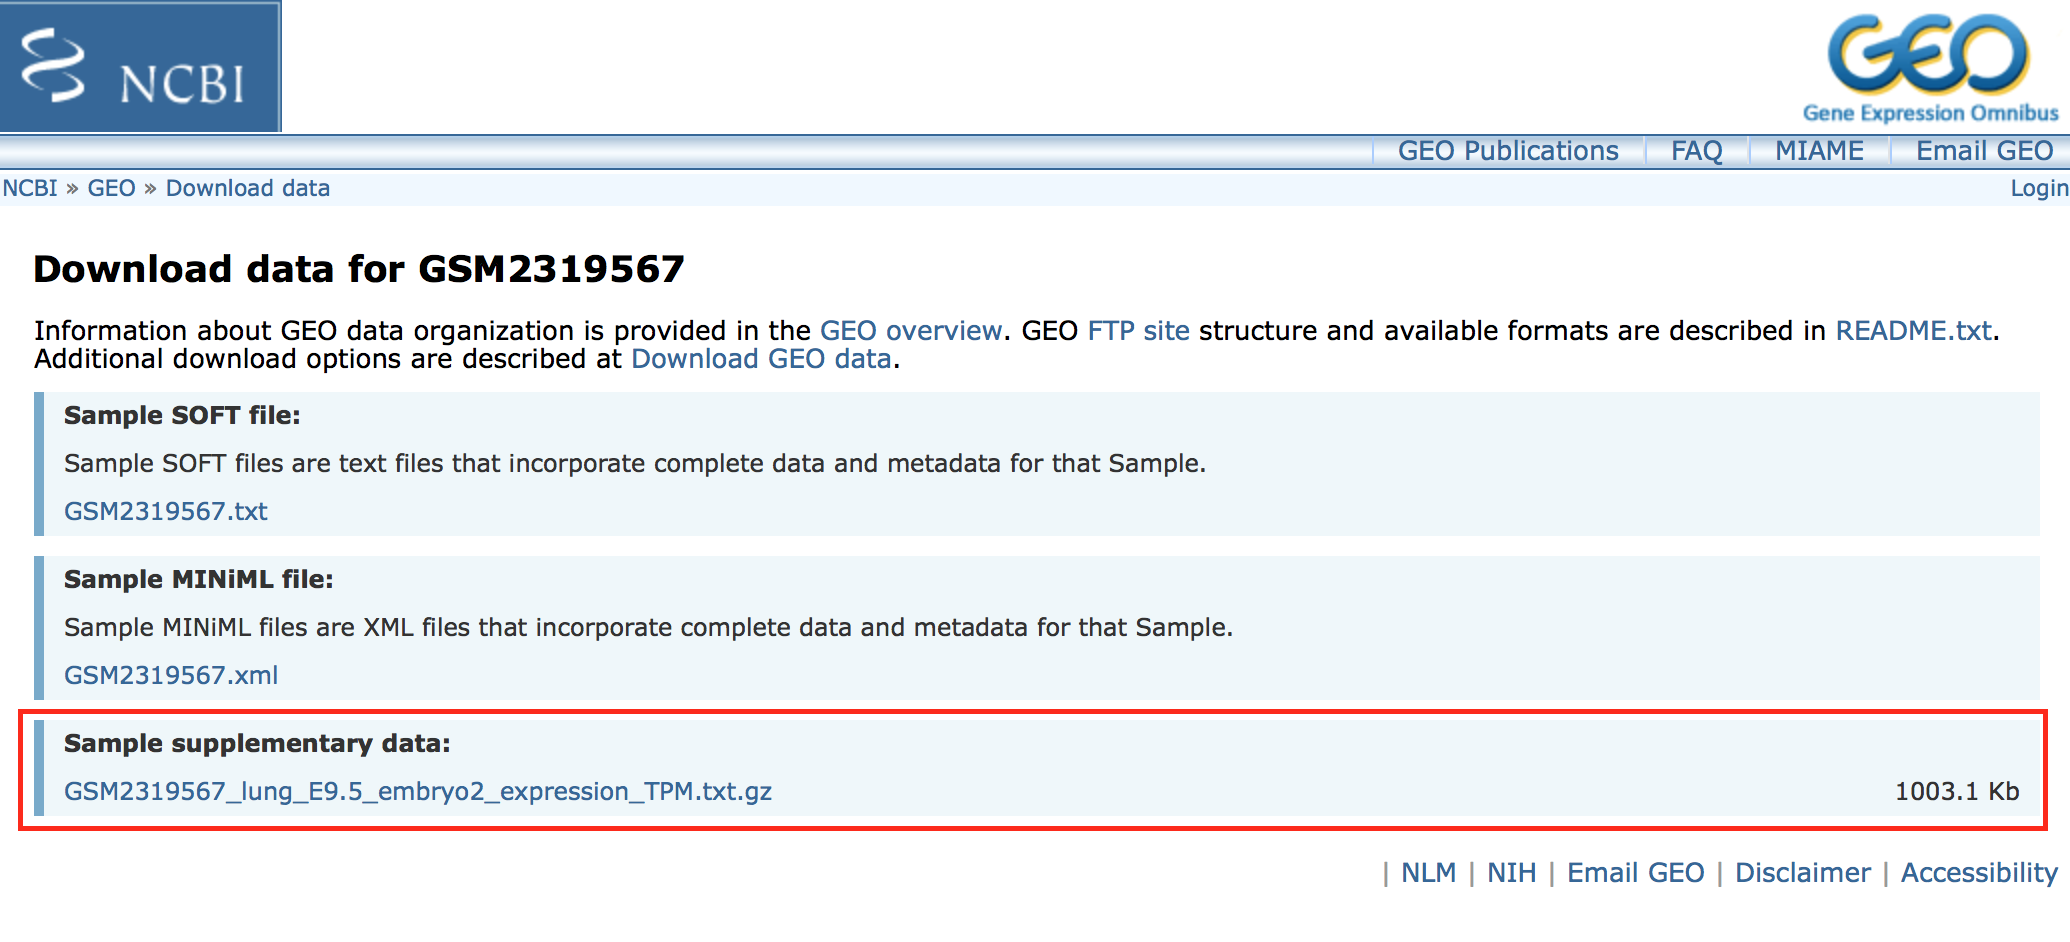 NCBI
GEO
Gene Expression Omnibus
GEO Publications FAQ MIAME Email GEO
NCBI » GEO » Download data Login
Download data for GSM2319567
Information about GEO data organization is provided in the GEO overview. GEO FTP site structure and available formats are described in README.txt.
Additional download options are described at Download GEO data.
Sample SOFT file:
Sample SOFT files are text files that incorporate complete data and metadata for that Sample.
GSM2319567.txt
Sample MINiML file:
Sample MINiML files are XML files that incorporate complete data and metadata for that Sample.
GSM2319567.xml
Sample supplementary data:
GSM2319567_lung_E9.5_embryo2_expression_TPM.txt.gz 1003.1 Kb
| NLM | NIH | Email GEO | Disclaimer | Accessibility